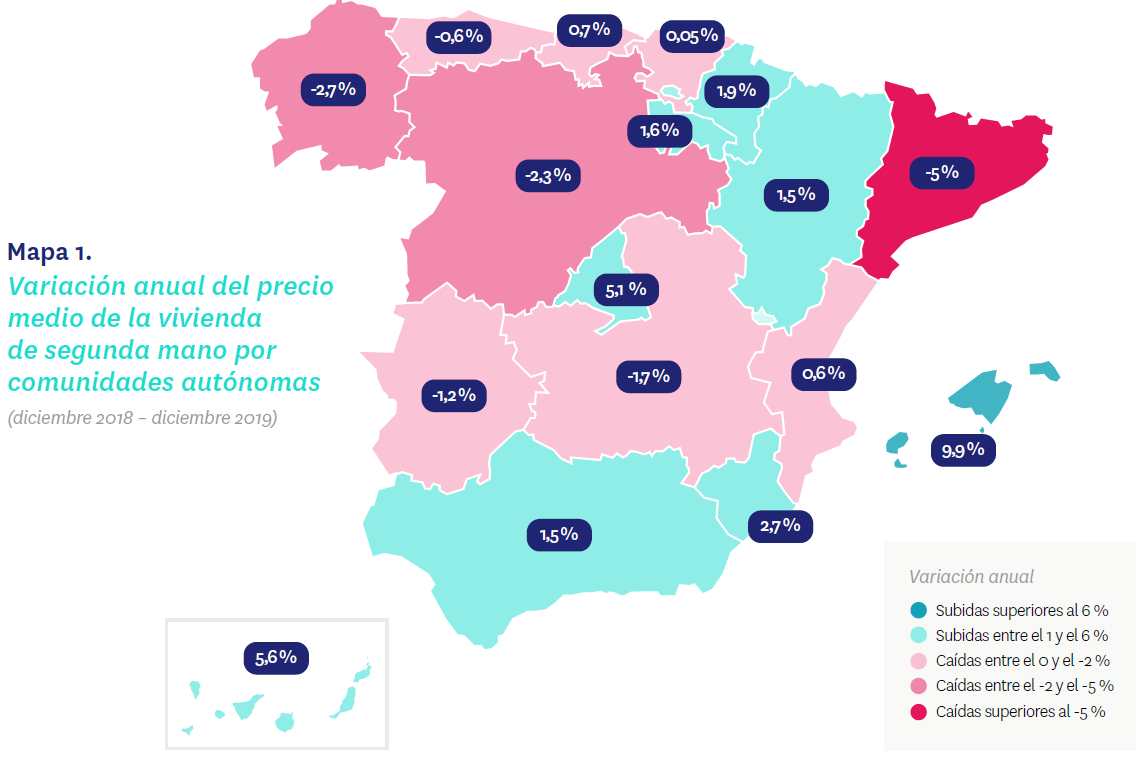 -0,6 %
0,7 %
0,05 %
-2,7 %
1,9 %
1,6 %
-2,3 %
-5 %
1,5 %
Mapa 1.
Variación anual del precio
medio de la vivienda
de segunda mano por
comunidades autónomas
(diciembre 2018 – diciembre 2019)
5,1 %
-1,2 %
-1,7 %
0,6 %
9,9 %
1,5 %
2,7 %
5,6 %
Variación anual
Subidas superiores al 6 %
Subidas entre el 1 y el 6 %
Caídas entre el 0 y el -2 %
Caídas entre el -2 y el -5 %
Caídas superiores al -5 %